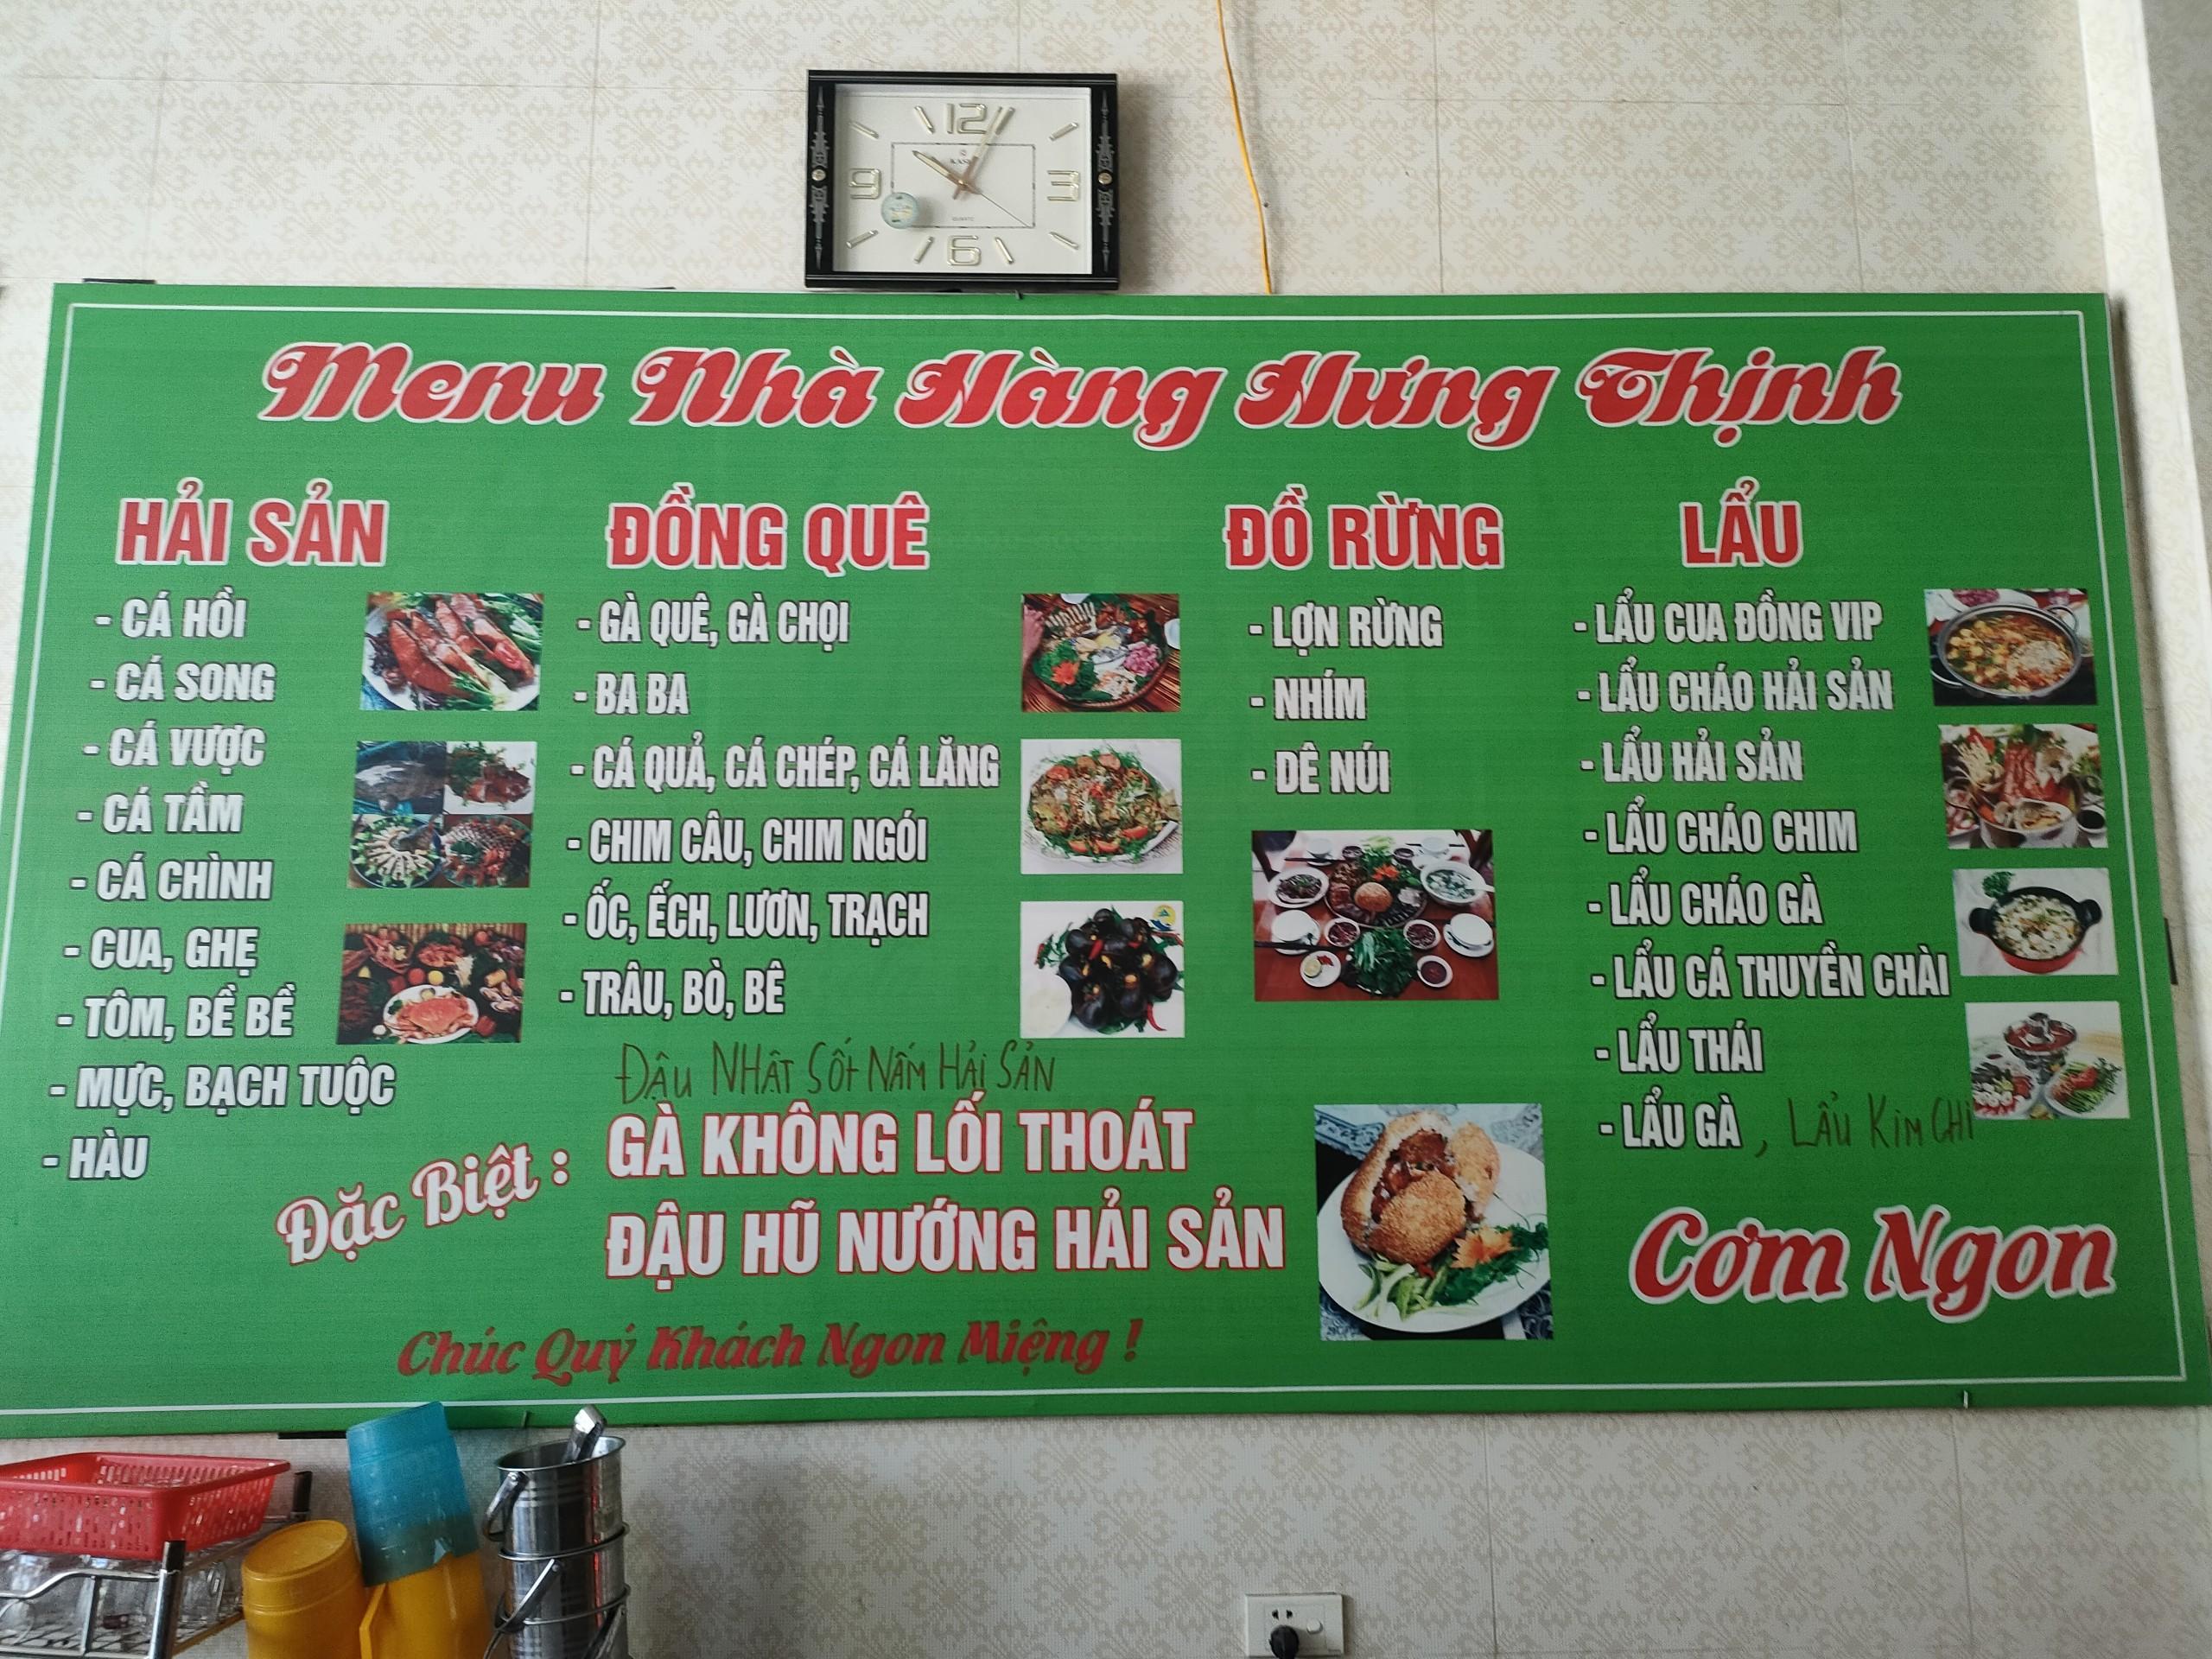 12
9
3
6
QUARTZ
Menu Nhà Hàng Hưng Thịnh
HẢI SẢN
- CÁ HỒI
- CÁ SONG
- CÁ VƯỢC
- CÁ TẦM
- CÁ CHÌNH
- CUA, GHẸ
- TÔM, BỀ BỀ
- MỰC, BẠCH TUỘC
- HÀU
ĐỒNG QUÊ
- GÀ QUÊ, GÀ CHỌI
- BA BA
- CÁ QUẢ, CÁ CHÉP, CÁ LĂNG
- CHIM CÂU, CHIM NGÓI
- ỐC, ẾCH, LƯƠN, TRẠCH
- TRÂU, BÒ, BÊ
ĐẬU NHẬT SỐT NẤM HẢI SẢN
ĐỒ RỪNG
- LỢN RỪNG
- NHÍM
- DÊ NÚI
LẨU
- LẨU CUA ĐỒNG VIP
- LẨU CHÁO HẢI SẢN
- LẨU HẢI SẢN
- LẨU CHÁO CHIM
- LẨU CHÁO GÀ
- LẨU CÁ THUYỀN CHÀI
- LẨU THÁI
- LẨU GÀ , LẨU KIM CHI
Đặc Biệt :
GÀ KHÔNG LỐI THOÁT
ĐẬU HŨ NƯỚNG HẢI SẢN
Cơm Ngon
Chúc Quý Khách Ngon Miệng !